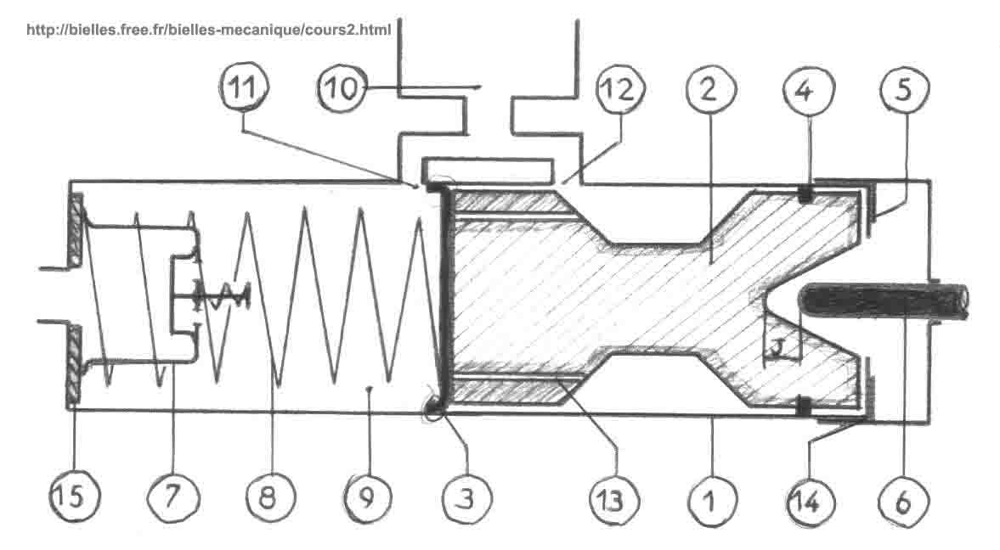 http://bielles.free.fr/bielles-mecanique/cours2.html
11 10 12 2 4 5
J
15 7 8 9 3 13 1 14 6